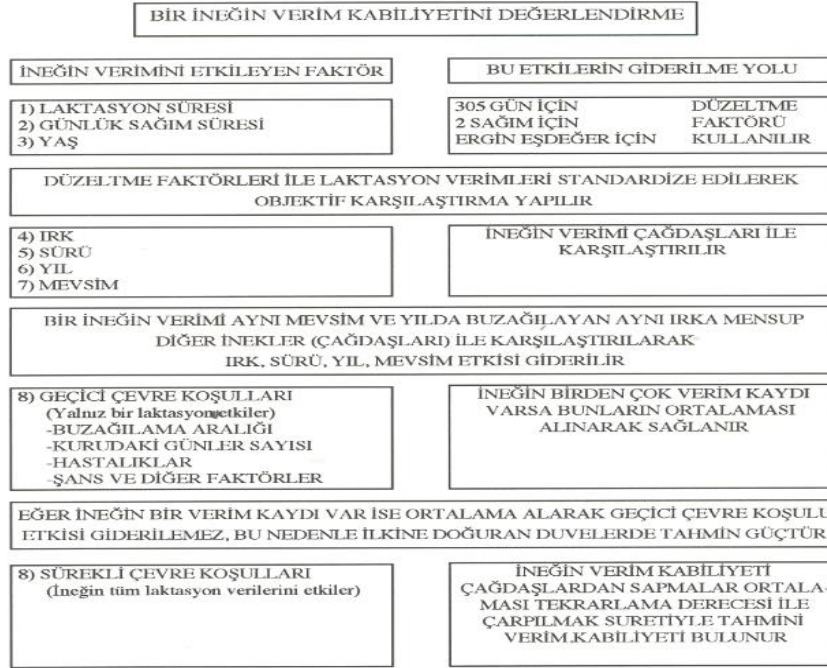 BİR İNEĞİN VERİM KABİLİYETİNİ DEĞERLENDİRME
İNEĞİN VERİMİNİ ETKİLEYEN FAKTÖR
BU ETKİLERİN GİDERİLME YOLU
1) LAKTASYON SÜRESİ
2) GÜNLÜK SAĞIM SÜRESİ
3) YAŞ
305 GÜN İÇİN DÜZELTME
2 SAĞIM İÇİN FAKTÖRÜ
ERGİN EŞDEĞER İÇİN KULLANILIR
DÜZELTME FAKTÖRLERİ İLE LAKTASYON VERİMLERİ STANDARDİZE EDİLEREK
OBJEKTİF KARŞILAŞTIRMA YAPILIR
4) IRK
5) SÜRÜ
6) YIL
7) MEVSİM
İNEĞİN VERİMİ ÇAĞDAŞLARI İLE
KARŞILAŞTIRILIR
BİR İNEĞİN VERİMİ AYNI MEVSİM VE YILDA BUZAĞILAYAN AYNI IRKA MENSUP
DİĞER İNEKLER (ÇAĞDAŞLARI) İLE KARŞILAŞTIRILARAK
IRK, SÜRÜ, YIL, MEVSİM ETKİSİ GİDERİLİR
8) GEÇİCİ ÇEVRE KOŞULLARI
(Yalnız bir laktasyonu etkiler)
-BUZAĞILAMA ARALIĞI
-KURUDAKİ GÜNLER SAYISI
-HASTALIKLAR
-ŞANS VE DİĞER FAKTÖRLER
İNEĞİN BİRDEN ÇOK VERİM KAYDI
VARSA BUNLARIN ORTALAMASI
ALINARAK SAĞLANIR
EĞER İNEĞİN BİR VERİM KAYDI VAR İSE ORTALAMA ALARAK GEÇİCİ ÇEVRE KOŞULU
ETKİSİ GİDERİLEMEZ, BU NEDENLE İLKİNE DOĞURAN DUVELERDE TAHMİN GÜÇTÜR
8) SÜREKLİ ÇEVRE KOŞULLARI
(İneğin tüm laktasyon verilerini etkiler)
İNEĞİN VERİM KABİLİYETİ
ÇAĞDAŞLARDAN SAPMALAR ORTALA-
MASI TEKRARLAMA DERECESİ İLE
ÇARPILMAK SURETİYLE TAHMİNİ
VERİM KABİLİYETİ BULUNUR